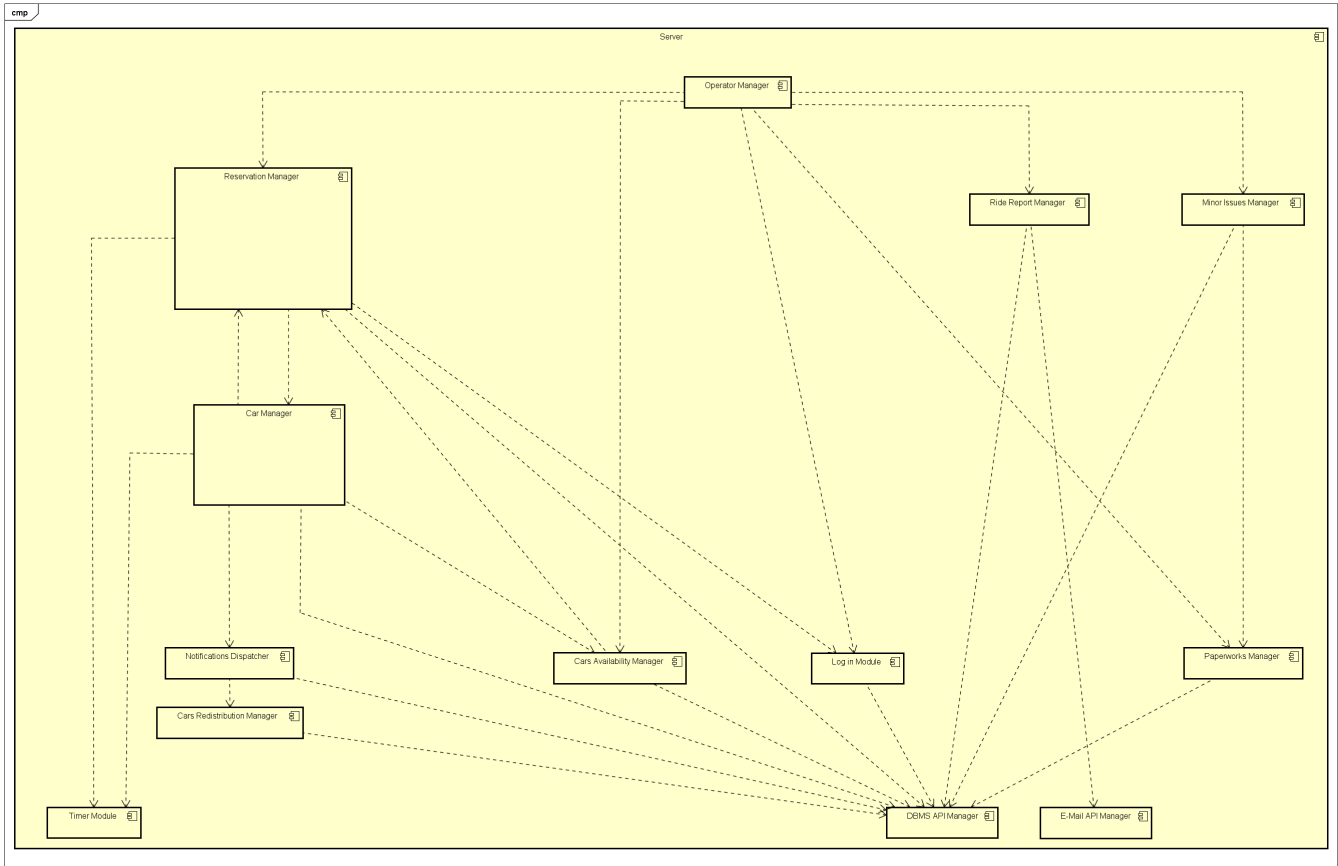 cmp
Server
Operator Manager
Reservation Manager
Ride Report Manager
Minor Issues Manager
Car Manager
Notifications Dispatcher
Cars Availability Manager
Log in Module
Paperworks Manager
Cars Redistribution Manager
Timer Module
DBMS API Manager
E-Mail API Manager